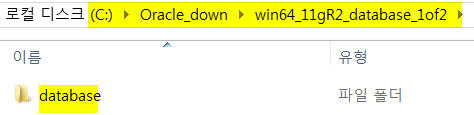 로컬 디스크 (C:) ▸ Oracle_down ▸ win64_11gR2_database_1of2 ▸
이름 유형
database 파일 폴더